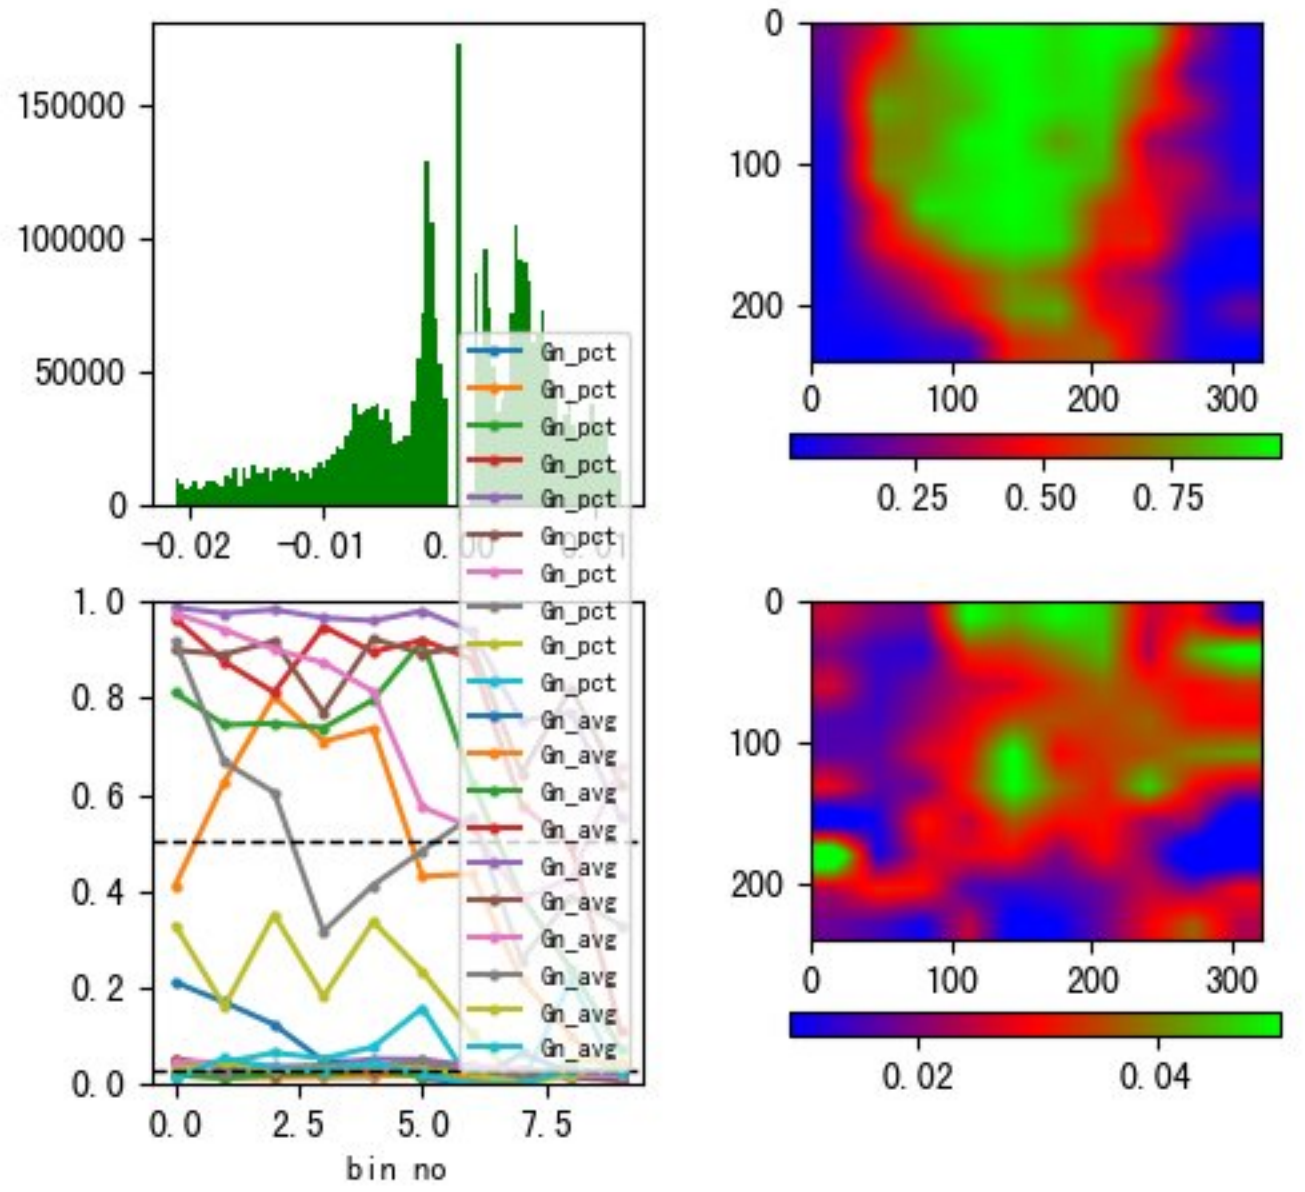 150000
100000
50000
0
-0.02 -0.01 0.00 0.01
0
100
200
0 100 200 300
0.25 0.50 0.75
Gn_pct
Gn_pct
Gn_pct
Gn_pct
Gn_pct
Gn_pct
Gn_pct
Gn_pct
Gn_pct
Gn_pct
Gn_avg
Gn_avg
Gn_avg
Gn_avg
Gn_avg
Gn_avg
Gn_avg
Gn_avg
Gn_avg
Gn_avg
1.0
0.8
0.6
0.4
0.2
0.0
0.0 2.5 5.0 7.5
bin no
0
100
200
0 100 200 300
0.02 0.04